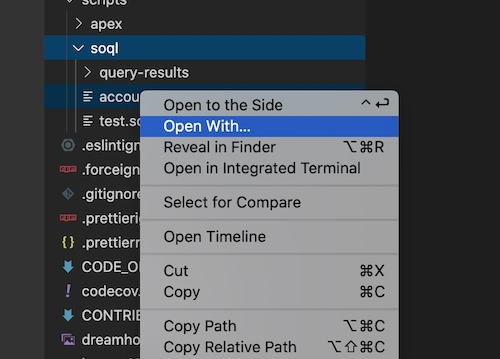 scripts
apex
soql
query-results
accou
Open to the Side ^↩
test.so
Open With...
.eslintign
Reveal in Finder ⌥⌘R
.forceign
Open in Integrated Terminal
.gitignore
.prettierig
Select for Compare
.prettierr
Open Timeline
{}
CODE_O
Cut ⌘X
codecov.
Copy ⌘C
CONTRIE
Copy Path ⌥⌘C
dreamho
Copy Relative Path ⌥⇧⌘C